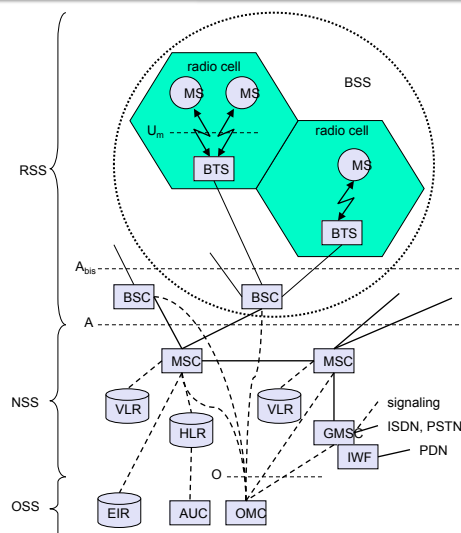 radio cell
BSS
MS
MS
radio cell
Um
MS
RSS
BTS
BTS
Abis
BSC
BSC
A
MSC
MSC
NSS
VLR
VLR
signaling
HLR
GMSC
ISDN, PSTN
IWF
PDN
O
OSS
EIR
AUC
OMC